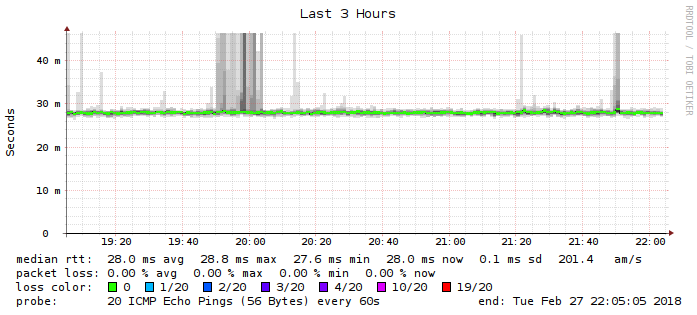 Last 3 Hours
RRDTOOL / TOBI OETIKER
Seconds
40 m
30 m
20 m
10 m
0
19:20 19:40 20:00 20:20 20:40 21:00 21:20 21:40 22:00
median rtt: 28.0 ms avg 28.8 ms max 27.6 ms min 28.0 ms now 0.1 ms sd 201.4 am/s
packet loss: 0.00 % avg 0.00 % max 0.00 % min 0.00 % now
loss color: 0 1/20 2/20 3/20 4/20 10/20 19/20
probe: 20 ICMP Echo Pings (56 Bytes) every 60s end: Tue Feb 27 22:05:05 2018